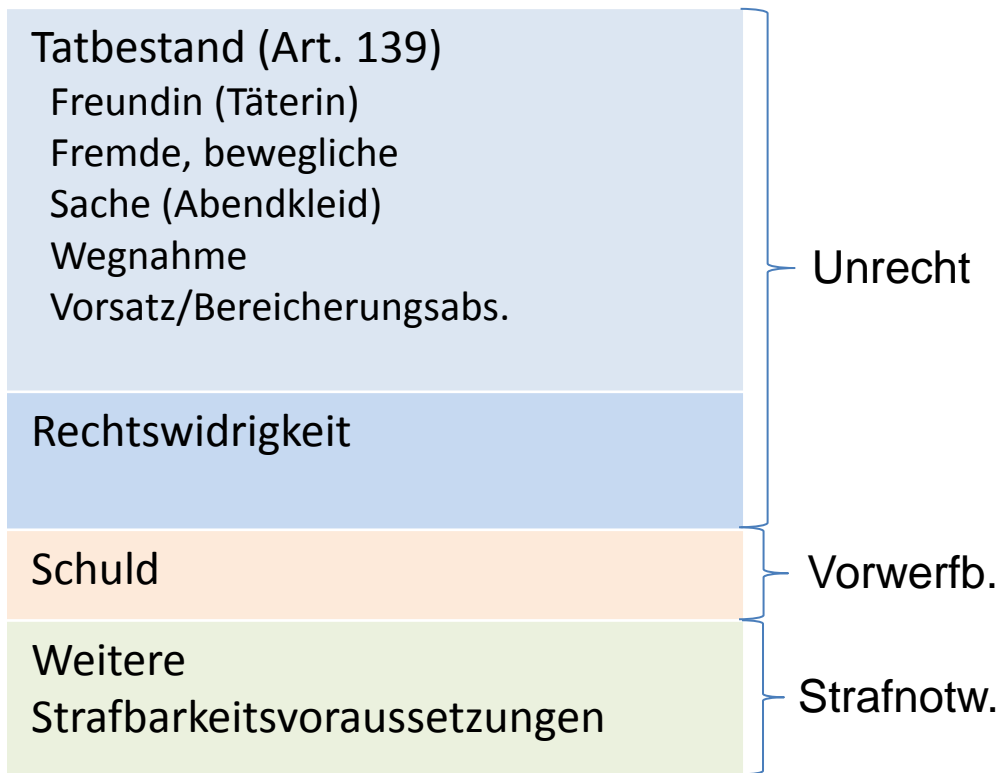 Tatbestand (Art. 139)
Freundin (Täterin)
Fremde, bewegliche
Sache (Abendkleid)
Wegnahme
Vorsatz/Bereicherungsabs.
Unrecht
Rechtswidrigkeit
Schuld
Vorwerfb.
Weitere
Strafbarkeitsvoraussetzungen
Strafnotw.